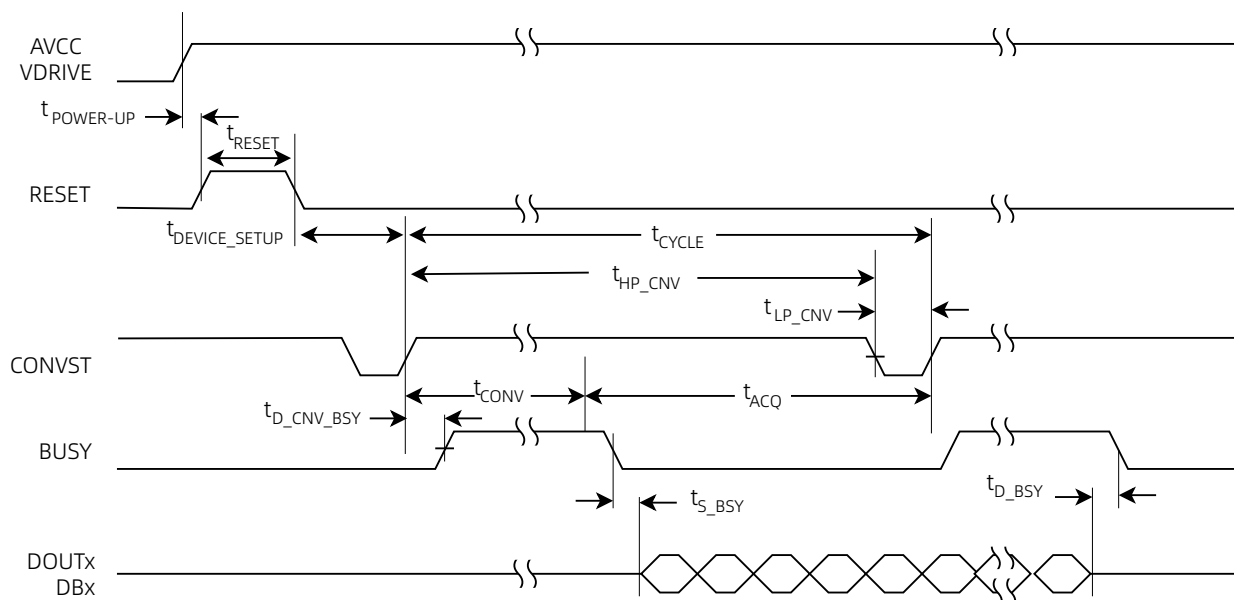 AVCC
VDRIVE
tPOWER-UP
tRESET
RESET
tDEVICE_SETUP
tCYCLE
tHP_CNV
tLP_CNV
CONVST
tCONV
tACQ
tD_CNV_BSY
BUSY
tS_BSY
tD_BSY
DOUTx
DBx